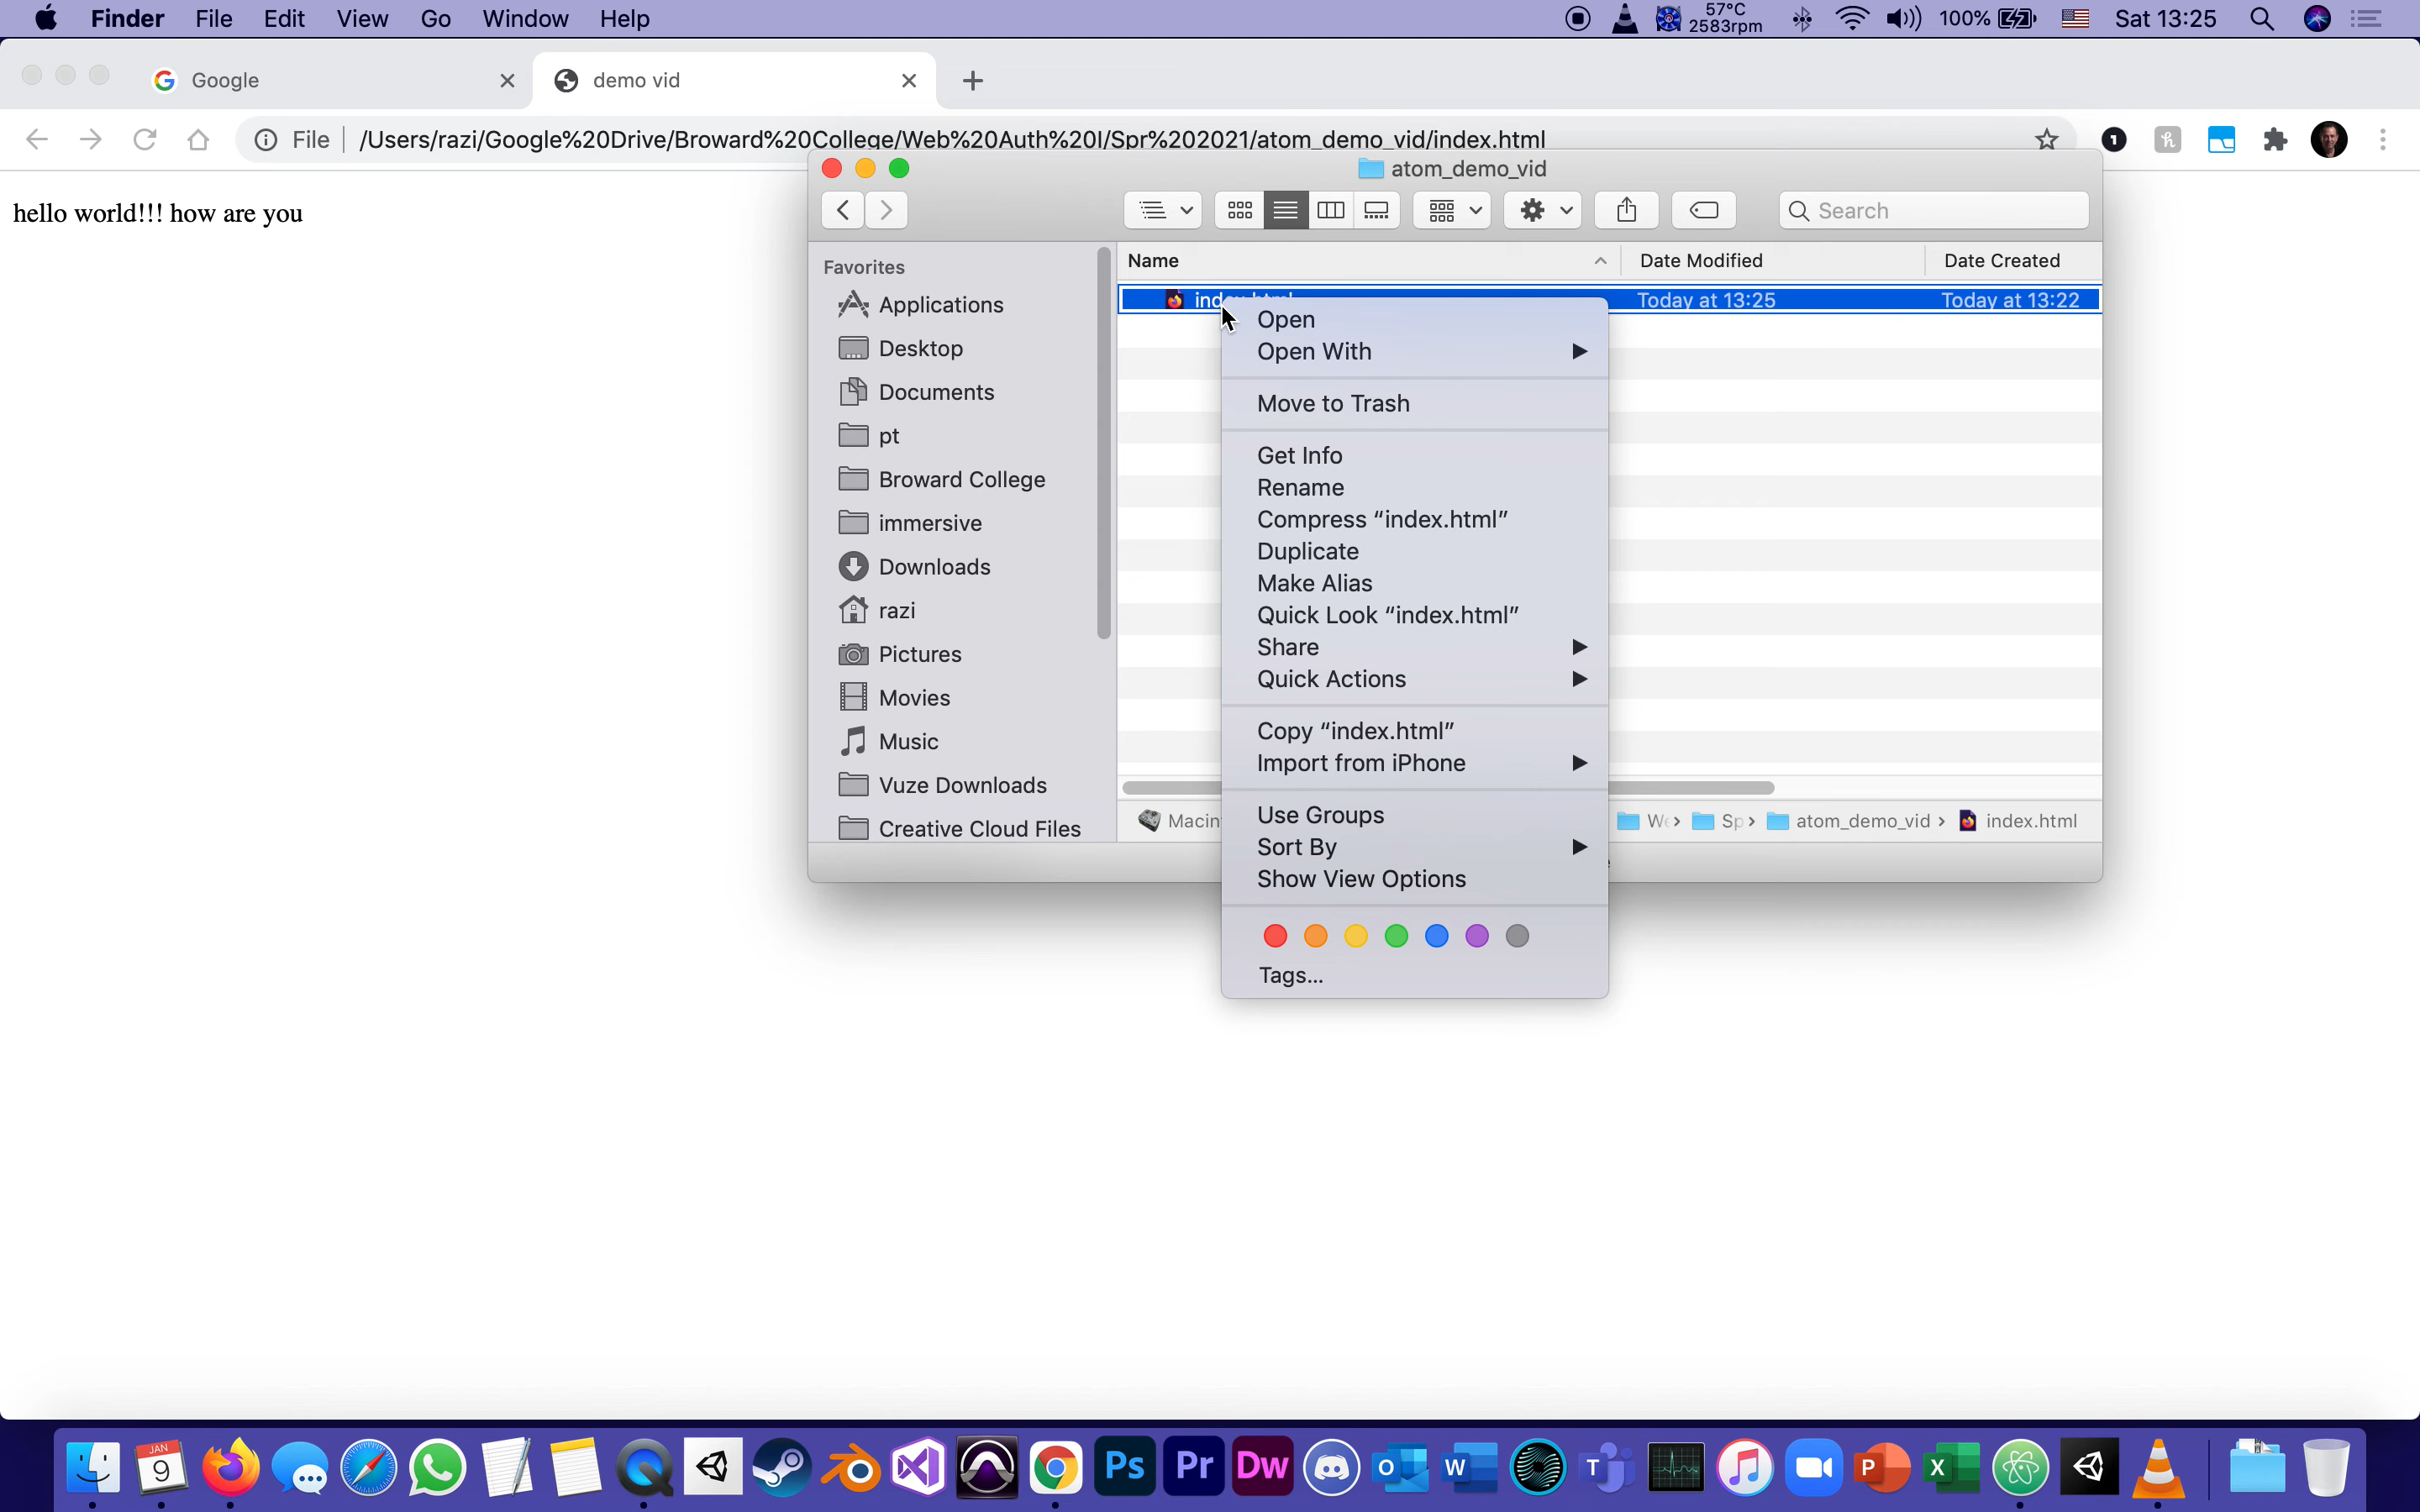 Finder File Edit View Go Window Help 57°C 2583rpm 100% Sat 13:25
Google demo vid
File /Users/razi/Google%20Drive/Broward%20College/Web%20Auth%20I/Spr%202021/atom_demo_vid/index.html
hello world!!! how are you
atom_demo_vid
Search
Favorites
Applications
Desktop
Documents
pt
Broward College
immersive
Downloads
razi
Pictures
Movies
Music
Vuze Downloads
Creative Cloud Files
Name Date Modified Date Created
index.html Today at 13:25 Today at 13:22
Open
Open With
Move to Trash
Get Info
Rename
Compress “index.html”
Duplicate
Make Alias
Quick Look “index.html”
Share
Quick Actions
Copy “index.html”
Import from iPhone
Use Groups
Sort By
Show View Options
Tags...
atom_demo_vid index.html
JAN
9
Ps Pr Dw O W T P X